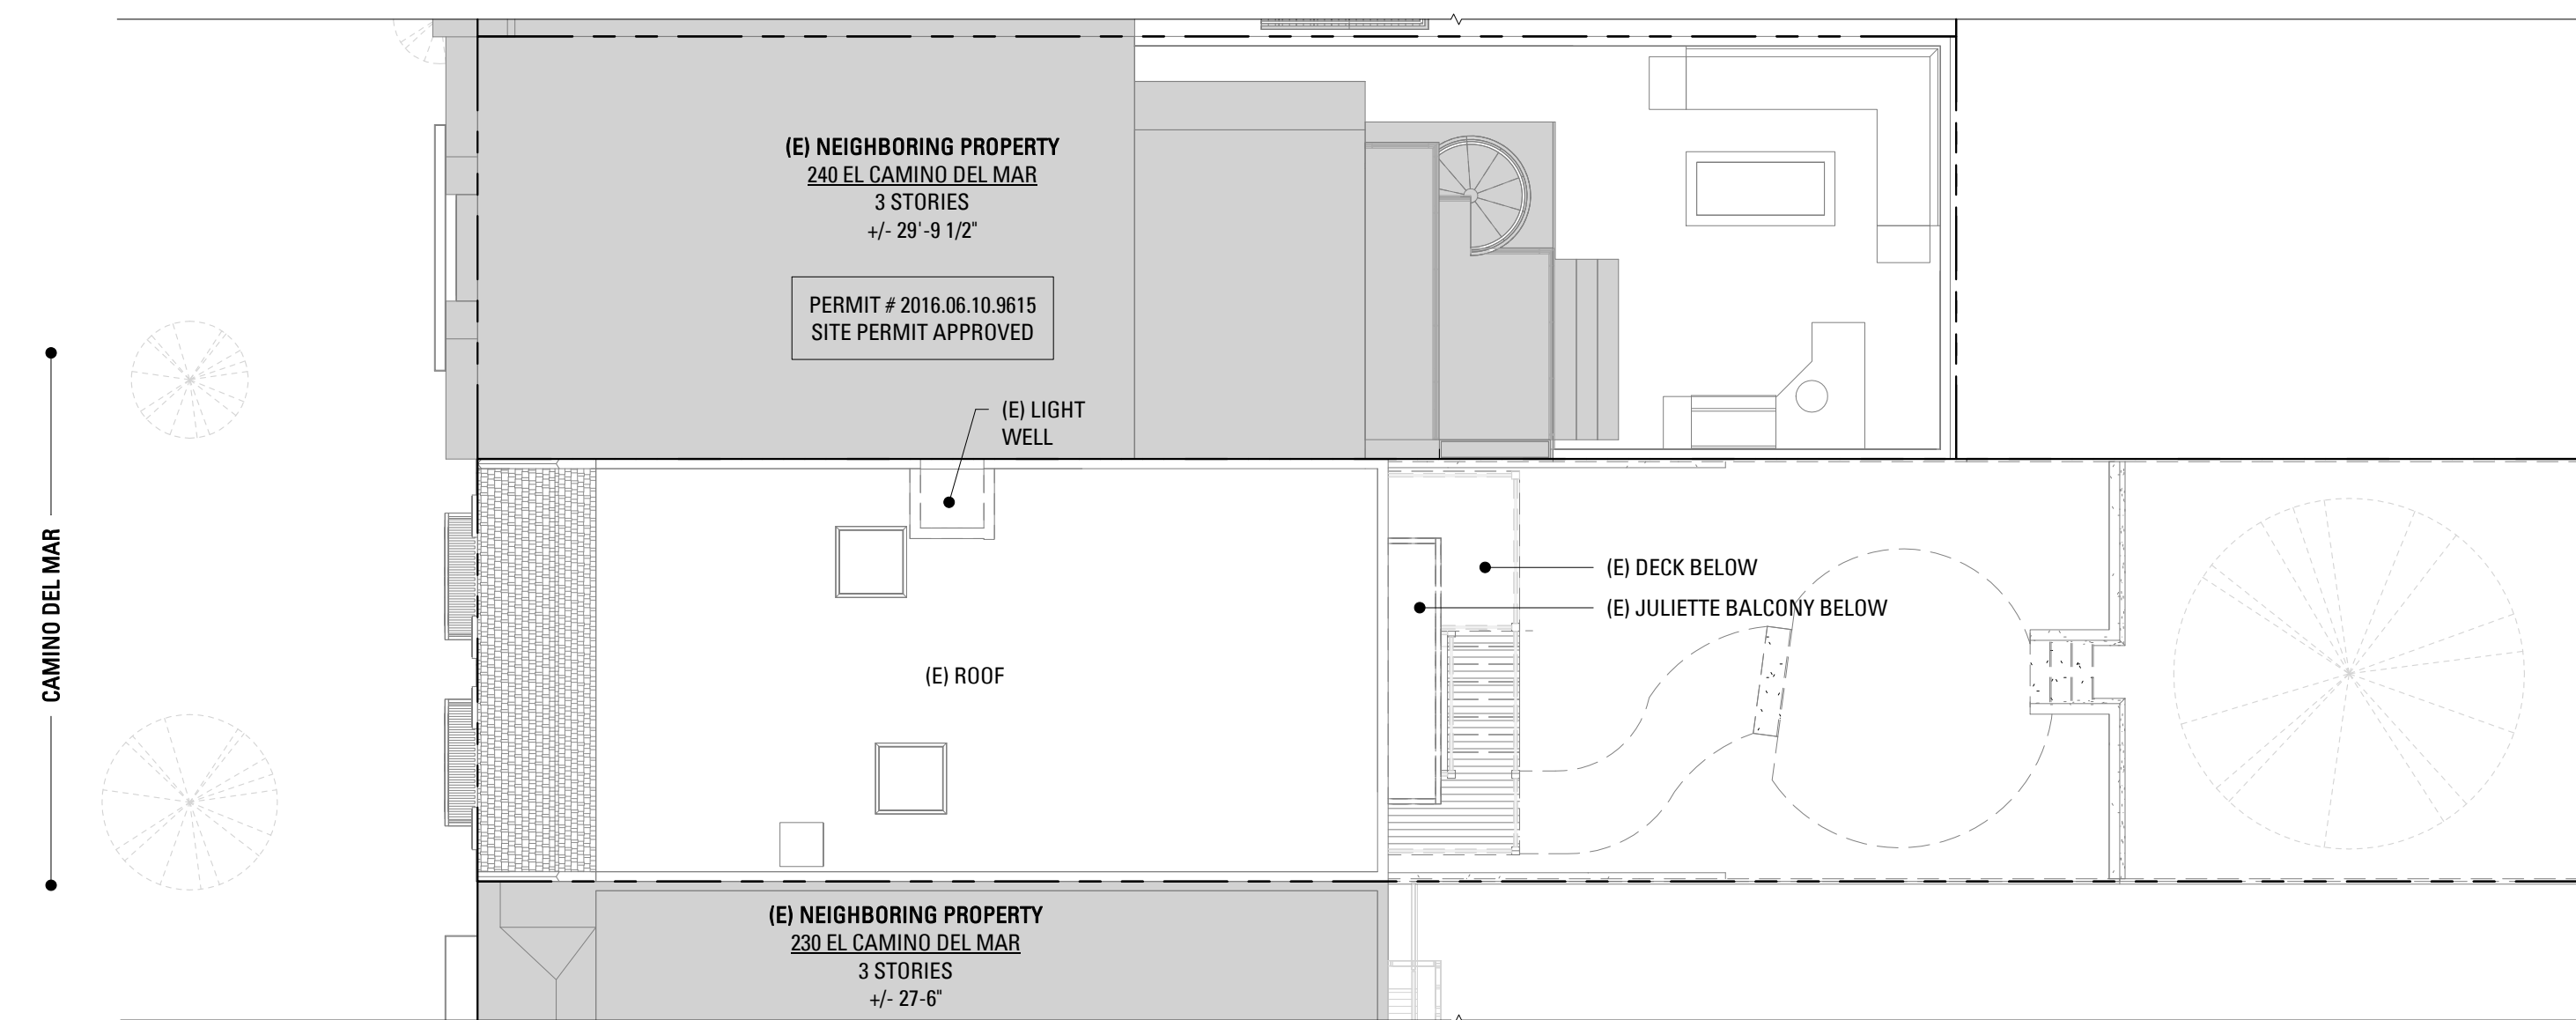 (E) NEIGHBORING PROPERTY
240 EL CAMINO DEL MAR
3 STORIES
+/- 29'-9 1/2"
PERMIT # 2016.06.10.9615
SITE PERMIT APPROVED
(E) LIGHT
WELL
CAMINO DEL MAR
(E) DECK BELOW
(E) JULIETTE BALCONY BELOW
(E) ROOF
(E) NEIGHBORING PROPERTY
230 EL CAMINO DEL MAR
3 STORIES
+/- 27-6"